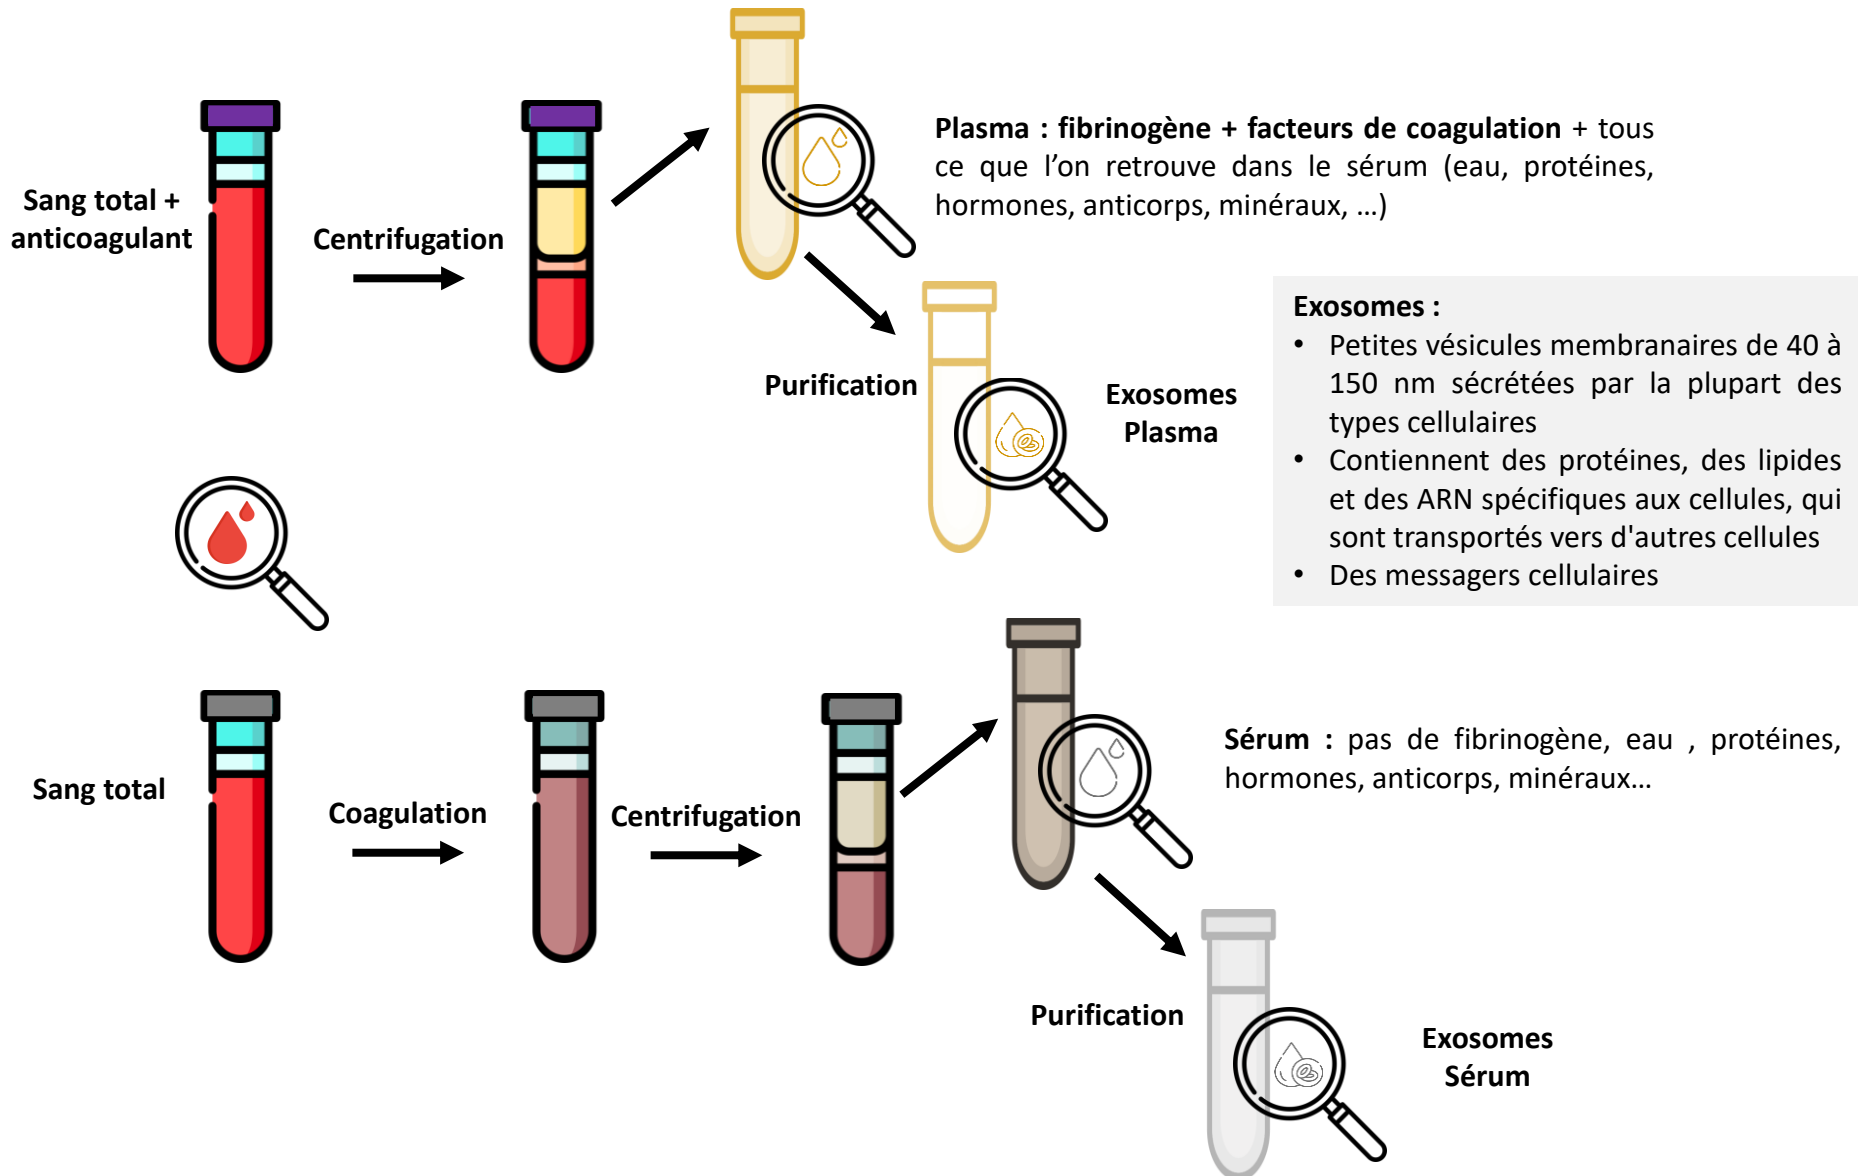 Sang total +
anticoagulant
Centrifugation
Plasma : fibrinogène + facteurs de coagulation + tous
ce que l’on retrouve dans le sérum (eau, protéines,
hormones, anticorps, minéraux, …)
Purification
Exosomes
Plasma
Exosomes :
• Petites vésicules membranaires de 40 à
150 nm sécrétées par la plupart des
types cellulaires
• Contiennent des protéines, des lipides
et des ARN spécifiques aux cellules, qui
sont transportés vers d'autres cellules
• Des messagers cellulaires
Sang total
Coagulation
Centrifugation
Sérum : pas de fibrinogène, eau , protéines,
hormones, anticorps, minéraux…
Purification
Exosomes
Sérum